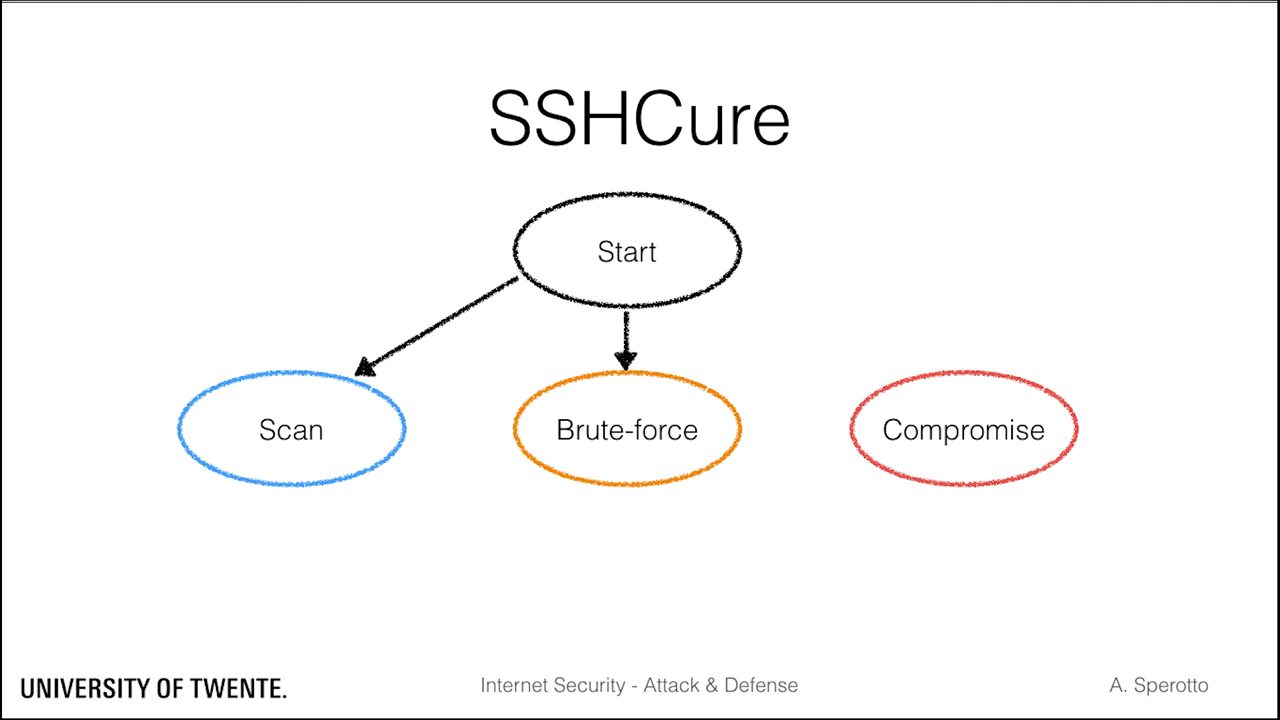 SSHCure
Start
Scan
Brute-force
Compromise
UNIVERSITY OF TWENTE.
Internet Security - Attack & Defense
A. Sperotto